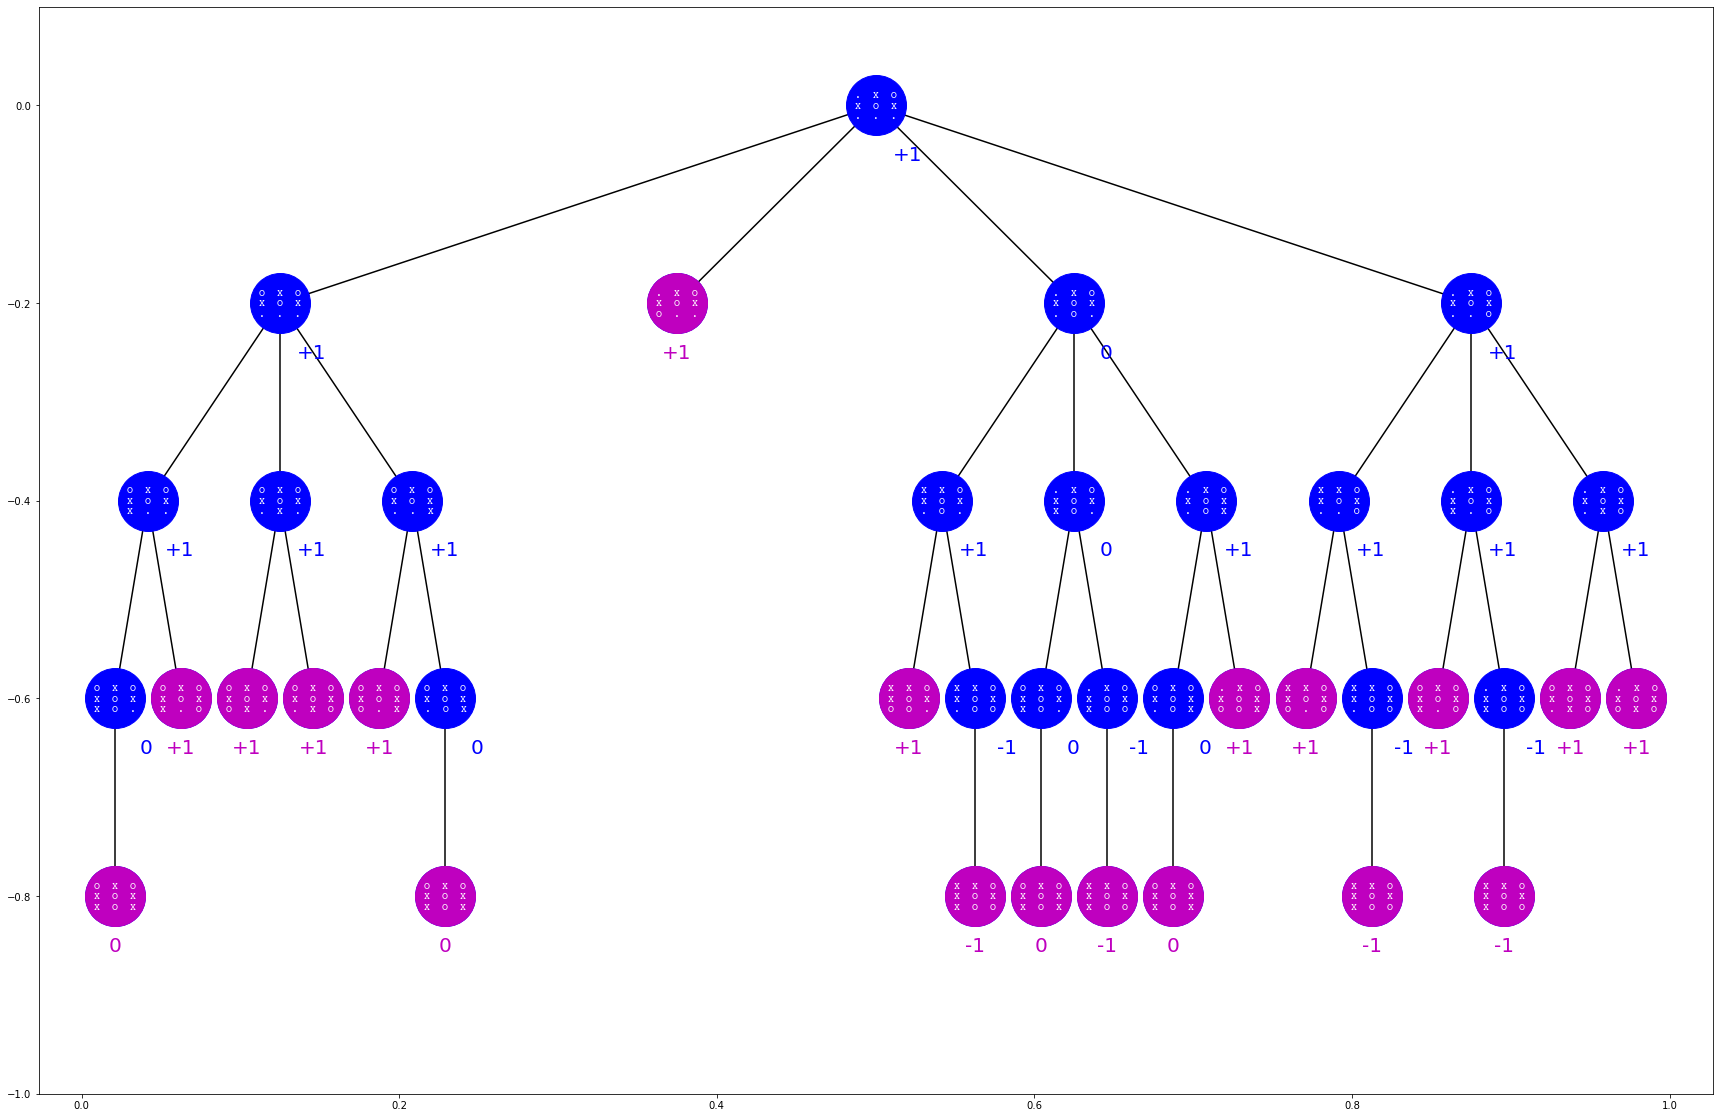 0.0
. x o
x o x
. . .
+1
−0.2
o x o
x o x
. . .
+1
. x o
x o x
o . .
+1
. x o
x o x
. o .
0
. x o
x o x
. . o
+1
−0.4
o x o
x o x
x . .
+1
o x o
x o x
. x .
+1
o x o
x o x
. . x
+1
x x o
x o x
. o .
+1
. x o
x o x
x o .
0
. x o
x o x
. o x
+1
x x o
x o x
. . o
+1
. x o
x o x
x . o
+1
. x o
x o x
. x o
+1
−0.6
o x o
x o x
x o .
0
o x o
x o x
x . o
+1
o x o
x o x
o x .
+1
o x o
x o x
. x o
+1
o x o
x o x
o . x
+1
o x o
x o x
. o x
0
x x o
x o x
o o .
+1
x x o
x o x
. o o
-1
o x o
x o x
x o .
0
. x o
x o x
x o o
-1
o x o
x o x
. o x
0
. x o
x o x
o o x
+1
x x o
x o x
o . o
+1
x x o
x o x
. o o
-1
o x o
x o x
x . o
+1
. x o
x o x
x o o
-1
o x o
x o x
. x o
+1
. x o
x o x
o x o
+1
−0.8
o x o
x o x
x o x
0
o x o
x o x
x o x
0
x x o
x o x
x o o
-1
o x o
x o x
x o x
0
x x o
x o x
x o o
-1
o x o
x o x
x o x
0
x x o
x o x
x o o
-1
x x o
x o x
x o o
-1
−1.0
0.0 0.2 0.4 0.6 0.8 1.0